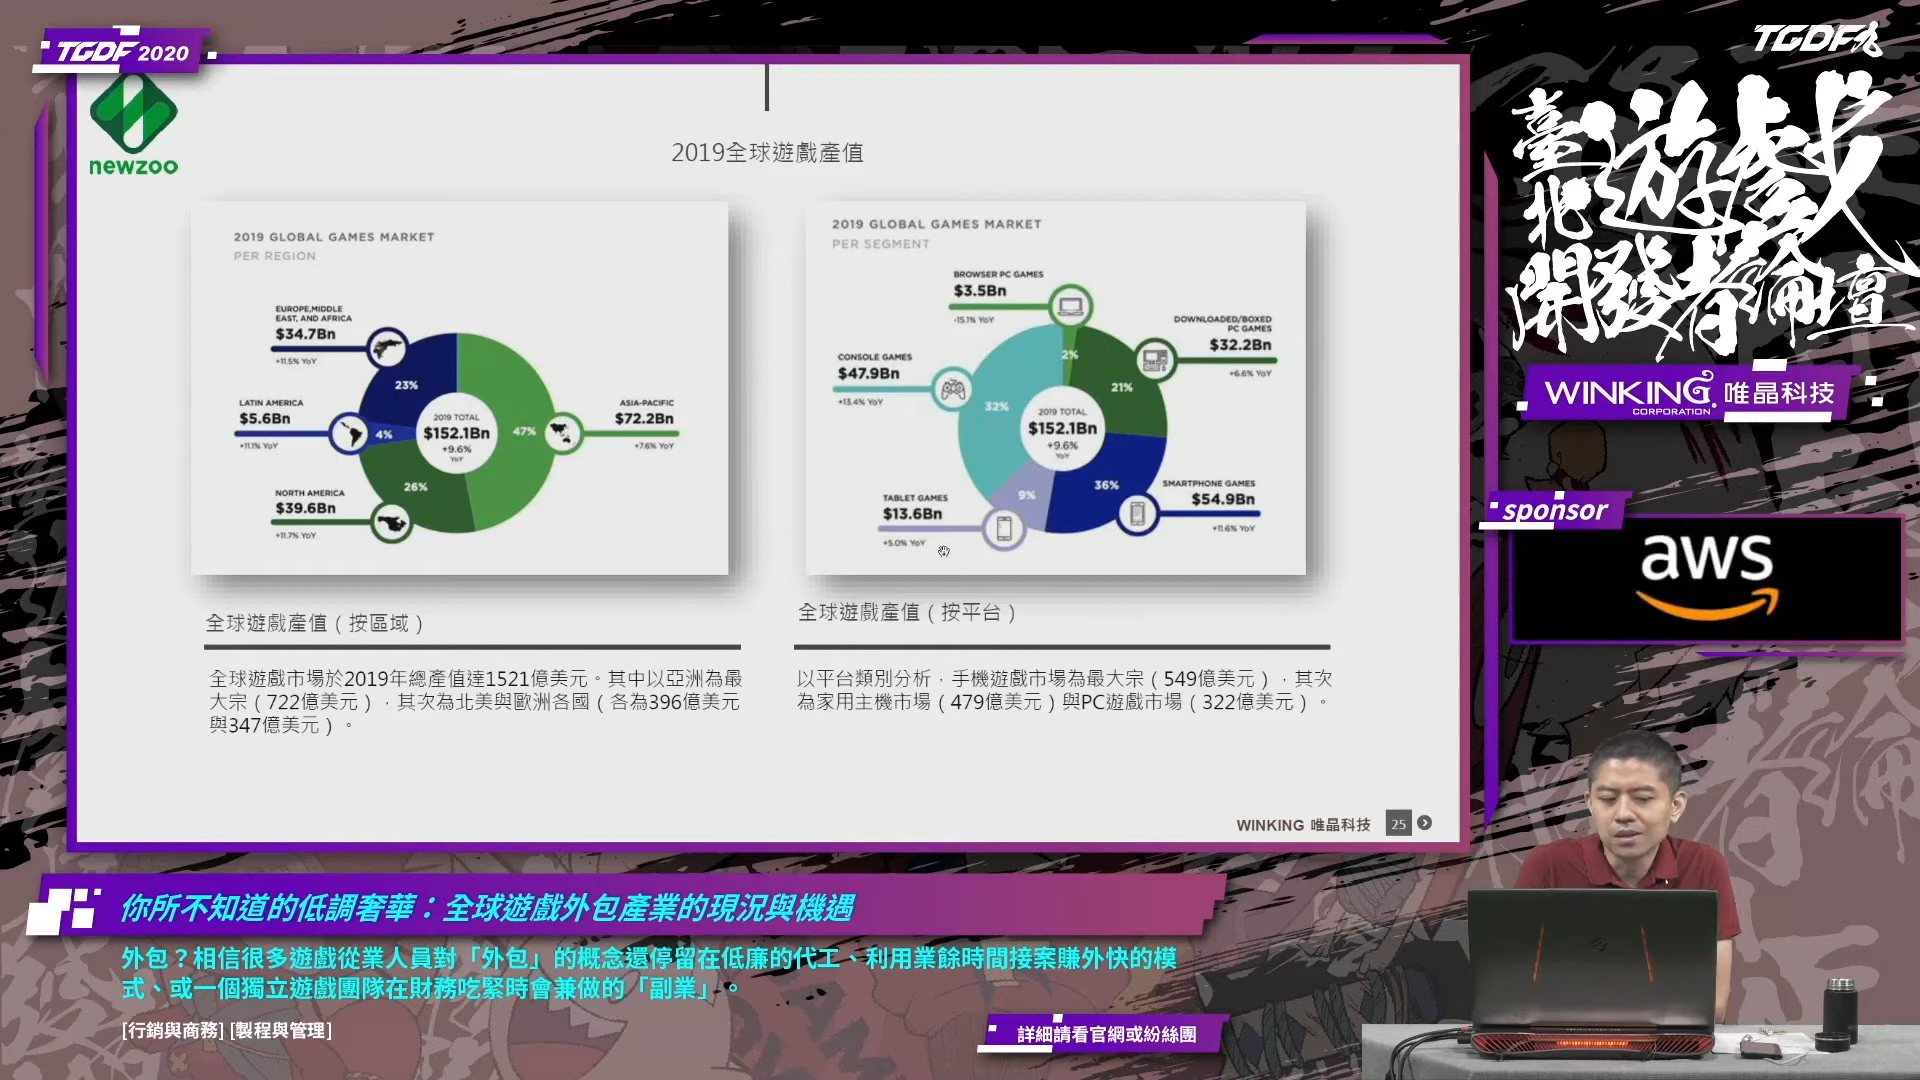 TGDF 2020
TGDF九
臺北遊戲開發者論壇
newzoo
2019全球遊戲產值
2019 GLOBAL GAMES MARKET
PER REGION
EUROPE,MIDDLE
EAST, AND AFRICA
$34.7Bn
+11.5% YoY
23%
LATIN AMERICA
$5.6Bn
+11.1% YoY
4%
2019 TOTAL
$152.1Bn
+9.6%
YoY
47%
ASIA-PACIFIC
$72.2Bn
+7.6% YoY
26%
NORTH AMERICA
$39.6Bn
+11.7% YoY
2019 GLOBAL GAMES MARKET
PER SEGMENT
BROWSER PC GAMES
$3.5Bn
-15.1% YoY
2%
DOWNLOADED/BOXED
PC GAMES
$32.2Bn
+6.6% YoY
21%
CONSOLE GAMES
$47.9Bn
+13.4% YoY
32%
2019 TOTAL
$152.1Bn
+9.6%
YoY
TABLET GAMES
$13.6Bn
+5.0% YoY
9%
36%
SMARTPHONE GAMES
$54.9Bn
+11.6% YoY
全球遊戲產值（按區域）
全球遊戲市場於2019年總產值達1521億美元。其中以亞洲為最
大宗（722億美元），其次為北美與歐洲各國（各為396億美元
與347億美元）。
全球遊戲產值（按平台）
以平台類別分析，手機遊戲市場為最大宗（549億美元），其次
為家用主機市場（479億美元）與PC遊戲市場（322億美元）。
WINKING 唯晶科技 25
WINKING 唯晶科技
CORPORATION
sponsor
aws
你所不知道的低調奢華：全球遊戲外包產業的現況與機遇
外包？相信很多遊戲從業人員對「外包」的概念還停留在低廉的代工、利用業餘時間接案賺外快的模
式、或一個獨立遊戲團隊在財務吃緊時會兼做的「副業」。
[行銷與商務] [製程與管理]
詳細請看官網或紛絲團